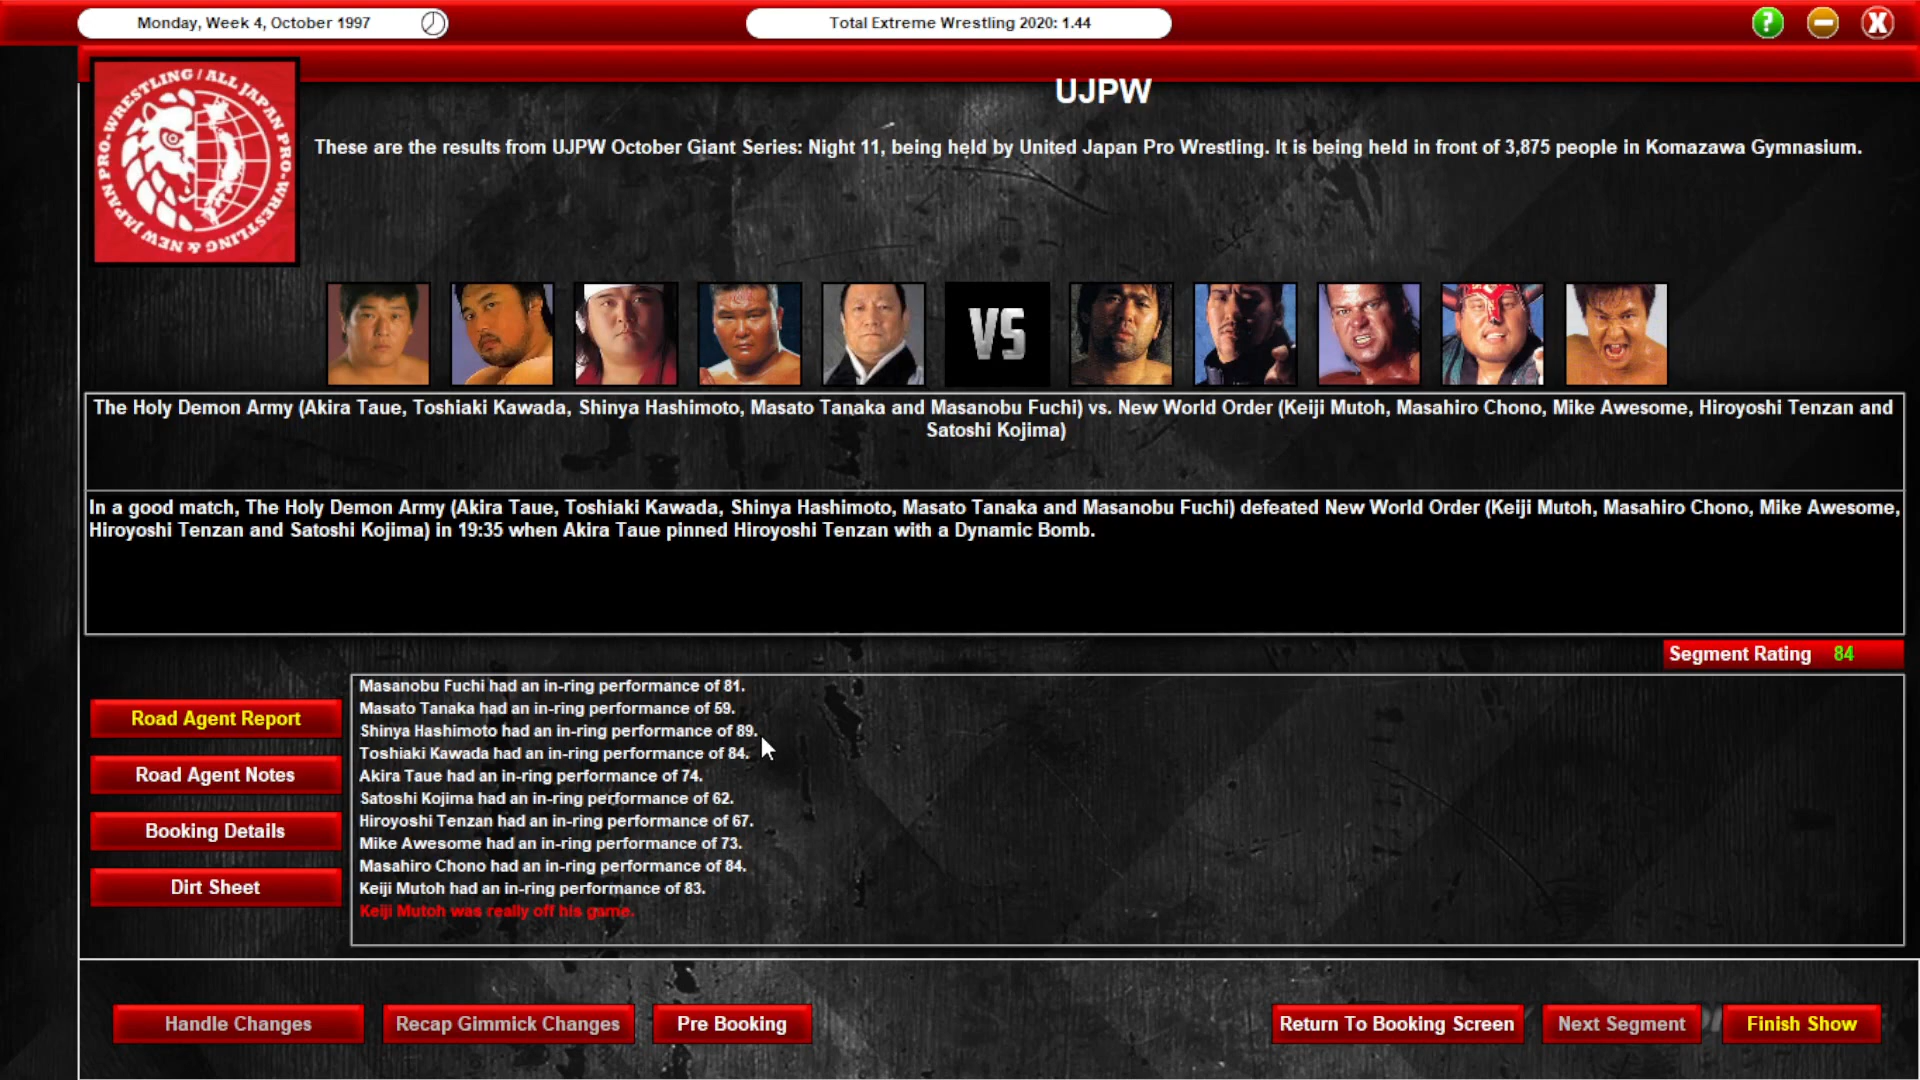 Monday, Week 4, October 1997
Total Extreme Wrestling 2020: 1.44
?
X
NEW JAPAN PRO-WRESTLING / ALL JAPAN PRO-WRESTLING &
UJPW
These are the results from UJPW October Giant Series: Night 11, being held by United Japan Pro Wrestling. It is being held in front of 3,875 people in Komazawa Gymnasium.
VS
The Holy Demon Army (Akira Taue, Toshiaki Kawada, Shinya Hashimoto, Masato Tanaka and Masanobu Fuchi) vs. New World Order (Keiji Mutoh, Masahiro Chono, Mike Awesome, Hiroyoshi Tenzan and
Satoshi Kojima)
In a good match, The Holy Demon Army (Akira Taue, Toshiaki Kawada, Shinya Hashimoto, Masato Tanaka and Masanobu Fuchi) defeated New World Order (Keiji Mutoh, Masahiro Chono, Mike Awesome,
Hiroyoshi Tenzan and Satoshi Kojima) in 19:35 when Akira Taue pinned Hiroyoshi Tenzan with a Dynamic Bomb.
Segment Rating 84
Road Agent Report
Road Agent Notes
Booking Details
Dirt Sheet
Masanobu Fuchi had an in-ring performance of 81.
Masato Tanaka had an in-ring performance of 59.
Shinya Hashimoto had an in-ring performance of 89.
Toshiaki Kawada had an in-ring performance of 84.
Akira Taue had an in-ring performance of 74.
Satoshi Kojima had an in-ring performance of 62.
Hiroyoshi Tenzan had an in-ring performance of 67.
Mike Awesome had an in-ring performance of 73.
Masahiro Chono had an in-ring performance of 84.
Keiji Mutoh had an in-ring performance of 83.
Keiji Mutoh was really off his game.
Handle Changes
Recap Gimmick Changes
Pre Booking
Return To Booking Screen
Next Segment
Finish Show